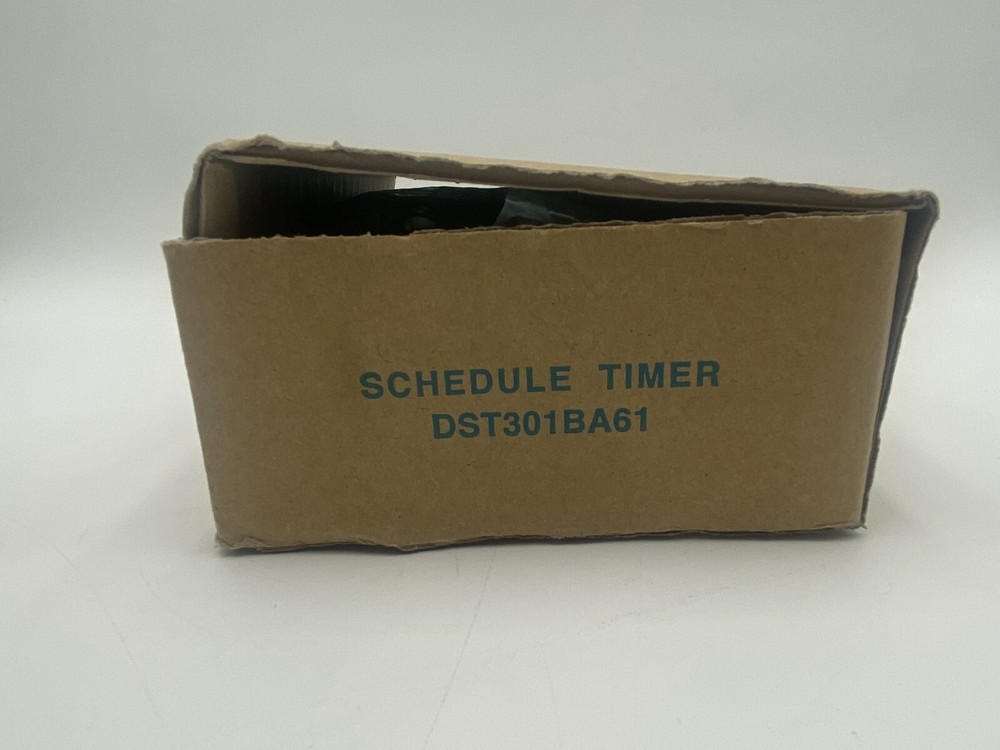 SCHEDULE TIMER
DST301BA61